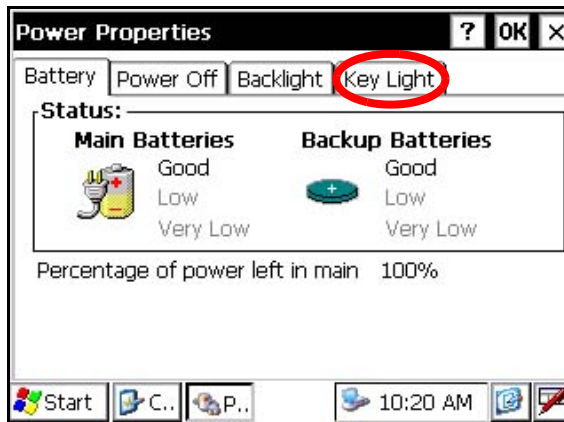 Power Properties ? OK ×
Battery Power Off Backlight Key Light
Status:
Main Batteries Backup Batteries
Good Good
Low Low
Very Low Very Low
Percentage of power left in main 100%
Start C.. P.. 10:20 AM